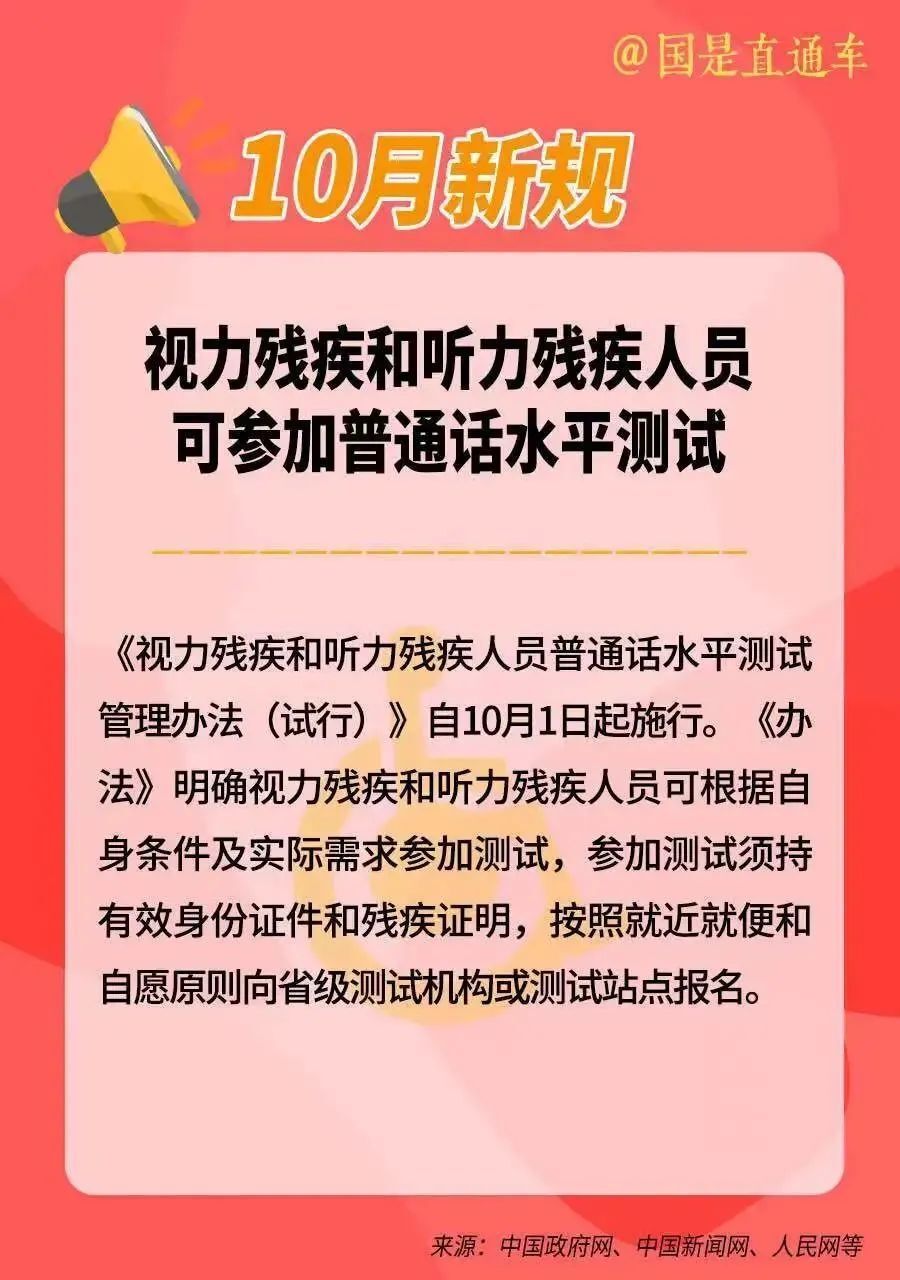 @国是直通车
10月新规
视力残疾和听力残疾人员
可参加普通话水平测试
《视力残疾和听力残疾人员普通话水平测试
管理办法（试行）》自10月1日起施行。《办
法》明确视力残疾和听力残疾人员可根据自
身条件及实际需求参加测试，参加测试须持
有效身份证件和残疾证明，按照就近就便和
自愿原则向省级测试机构或测试站点报名。
来源：中国政府网、中国新闻网、人民网等